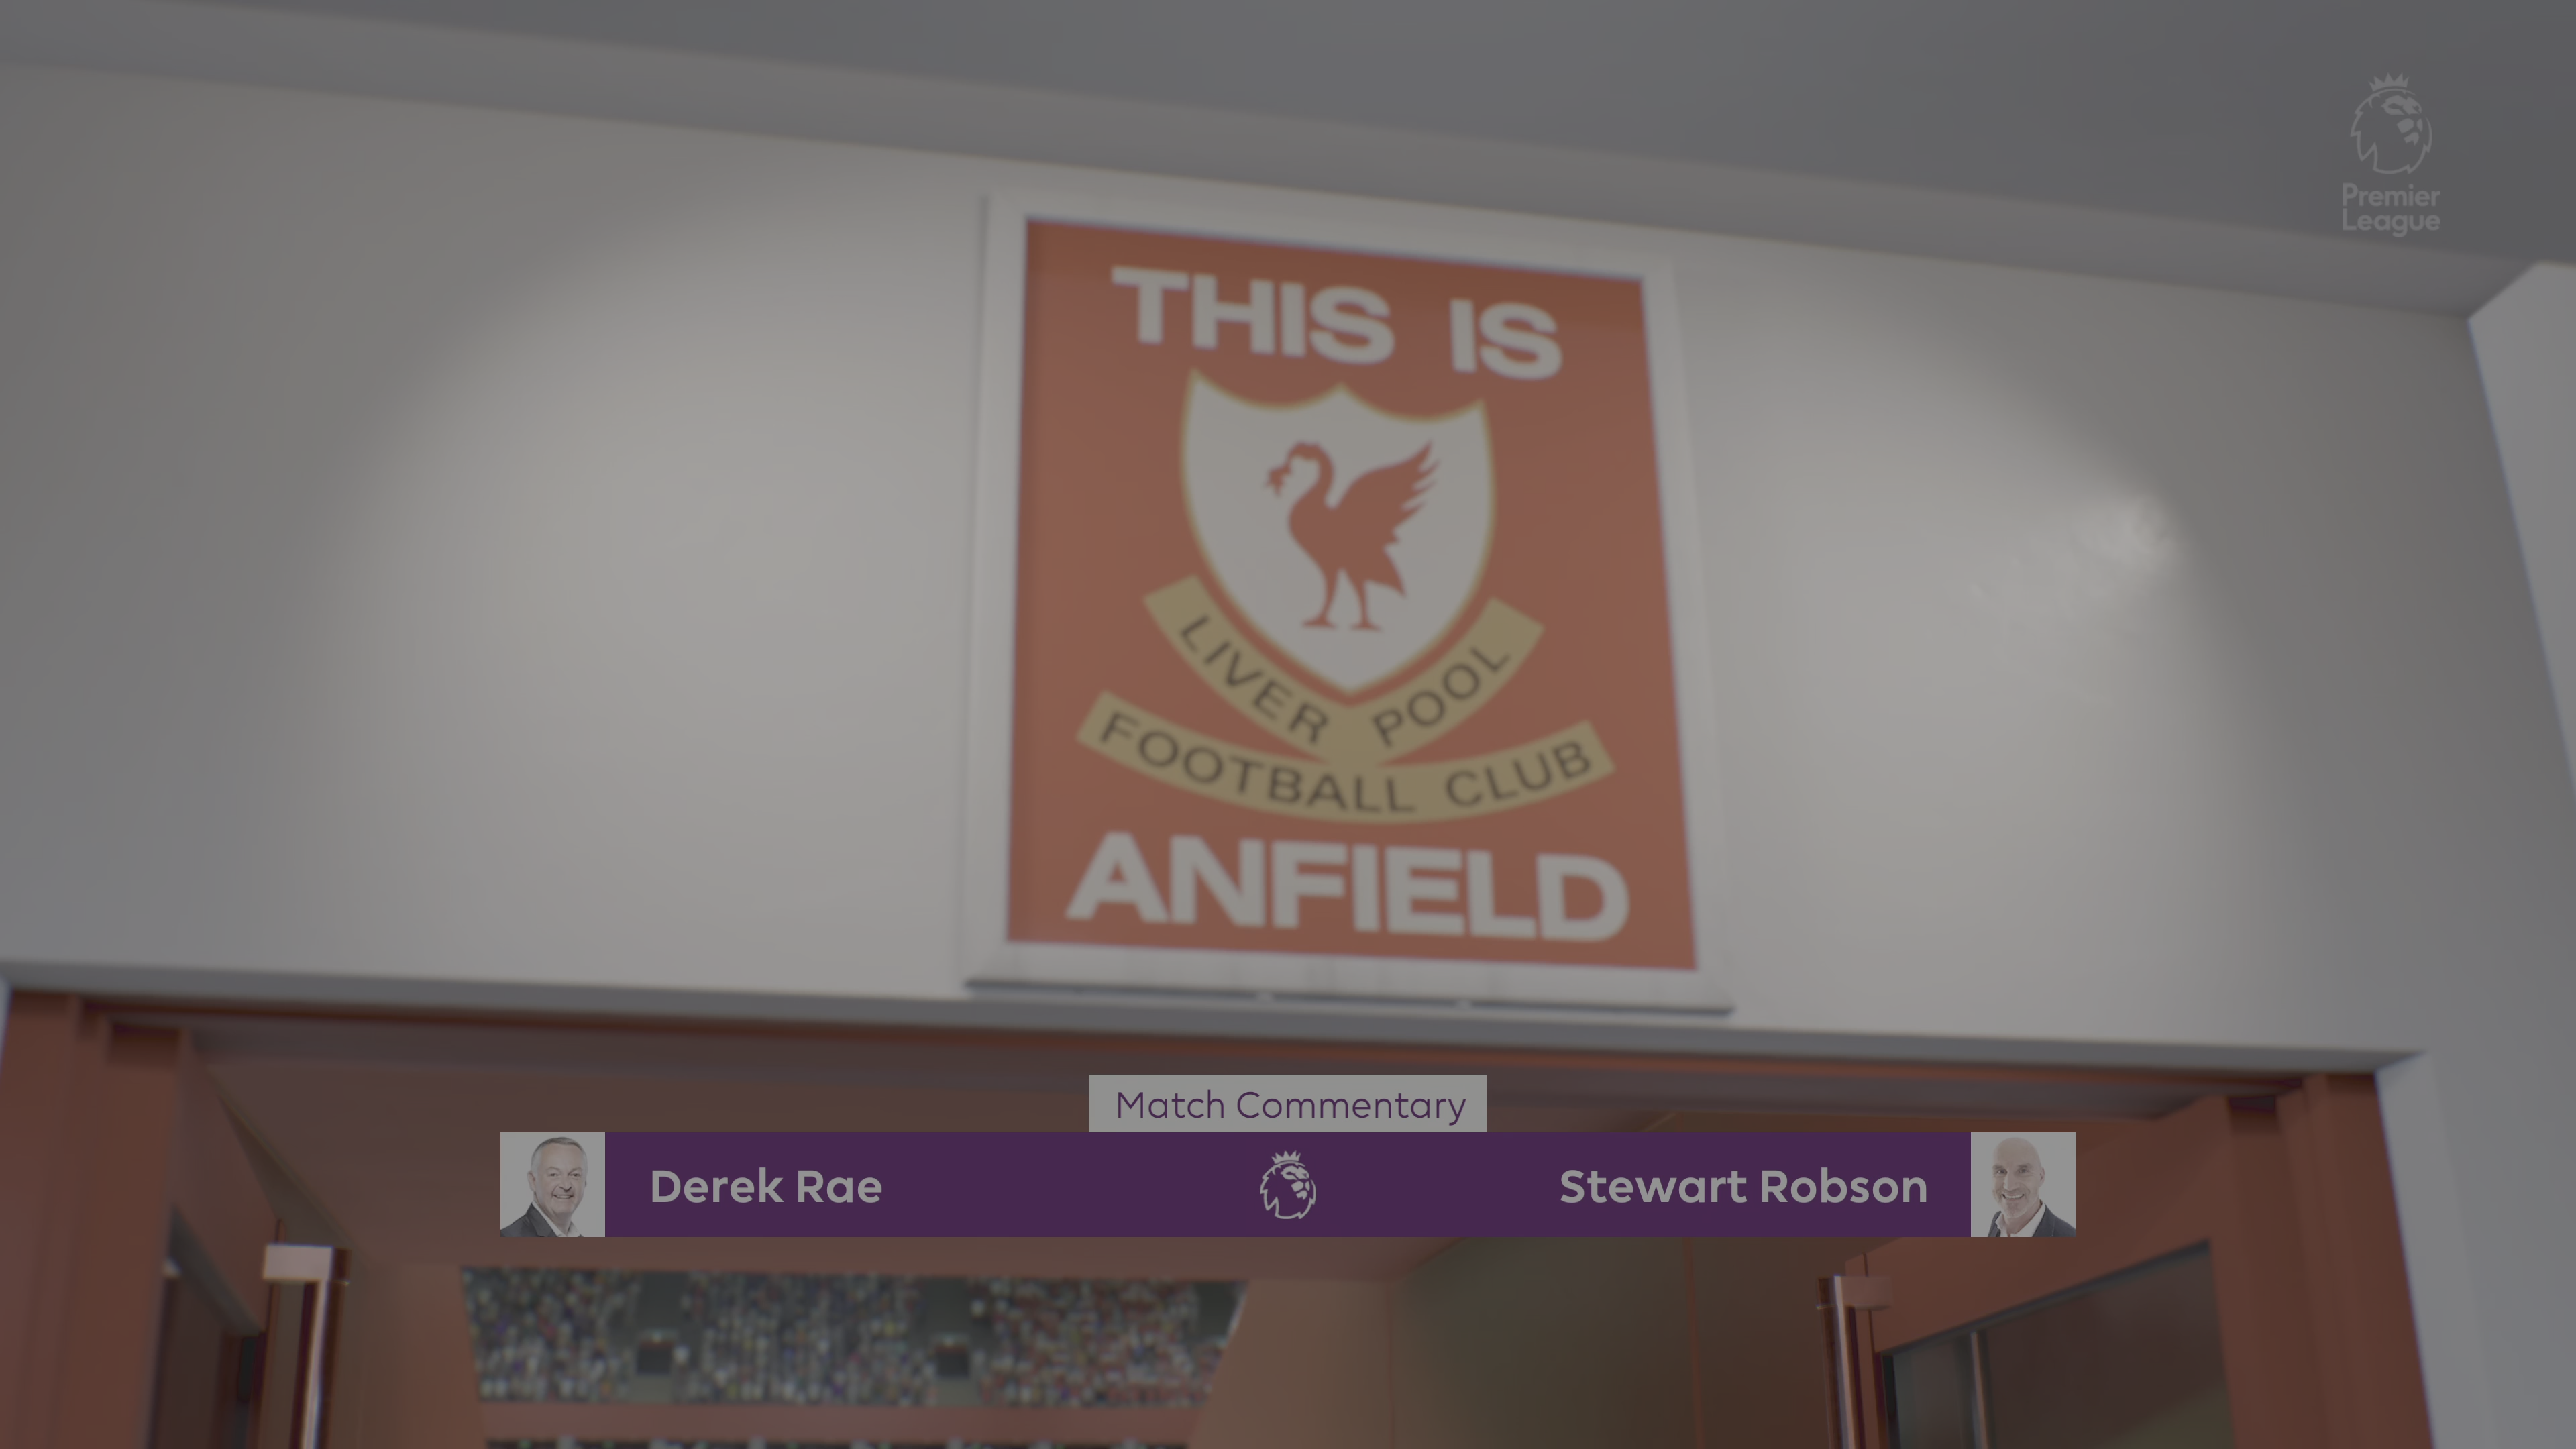 Premier
League
THIS IS
LIVER POOL
FOOTBALL CLUB
ANFIELD
Match Commentary
Derek Rae
Stewart Robson